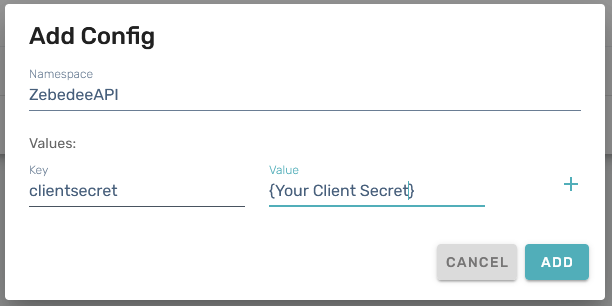 Add Config
Namespace
ZebedeeAPI
Values:
Key
Value
clientsecret
{Your Client Secret}
+
CANCEL
ADD